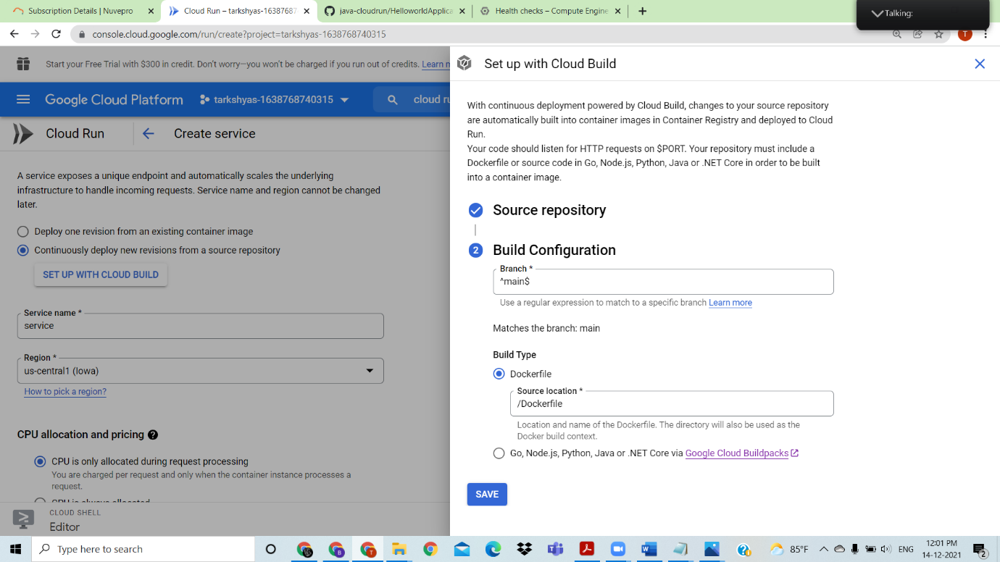 Subscription Details | Nuvepro
Cloud Run – tarkshyas-16387687
java-cloudrun/HelloworldApplica
Health checks – Compute Engine
Talking:
console.cloud.google.com/run/create?project=tarkshyas-1638768740315
T
Start your Free Trial with $300 in credit. Don't worry—you won't be charged if you run out of credits. Learn m
Google Cloud Platform
tarkshyas-1638768740315
cloud ru
Cloud Run
Create service
A service exposes a unique endpoint and automatically scales the underlying
infrastructure to handle incoming requests. Service name and region cannot be changed
later.
Deploy one revision from an existing container image
Continuously deploy new revisions from a source repository
SET UP WITH CLOUD BUILD
Service name *
service
Region *
us-central1 (Iowa)
How to pick a region?
CPU allocation and pricing
CPU is only allocated during request processing
You are charged per request and only when the container instance processes a
request.
CPU is always allocated
CLOUD SHELL
Editor
Set up with Cloud Build
With continuous deployment powered by Cloud Build, changes to your source repository
are automatically built into container images in Container Registry and deployed to Cloud
Run.
Your code should listen for HTTP requests on $PORT. Your repository must include a
Dockerfile or source code in Go, Node.js, Python, Java or .NET Core in order to be built
into a container image.
Source repository
2
Build Configuration
Branch *
^main$
Use a regular expression to match to a specific branch Learn more
Matches the branch: main
Build Type
Dockerfile
Source location *
/Dockerfile
Location and name of the Dockerfile. The directory will also be used as the
Docker build context.
Go, Node.js, Python, Java or .NET Core via Google Cloud Buildpacks
SAVE
Type here to search
85°F
ENG
12:01 PM
14-12-2021
2